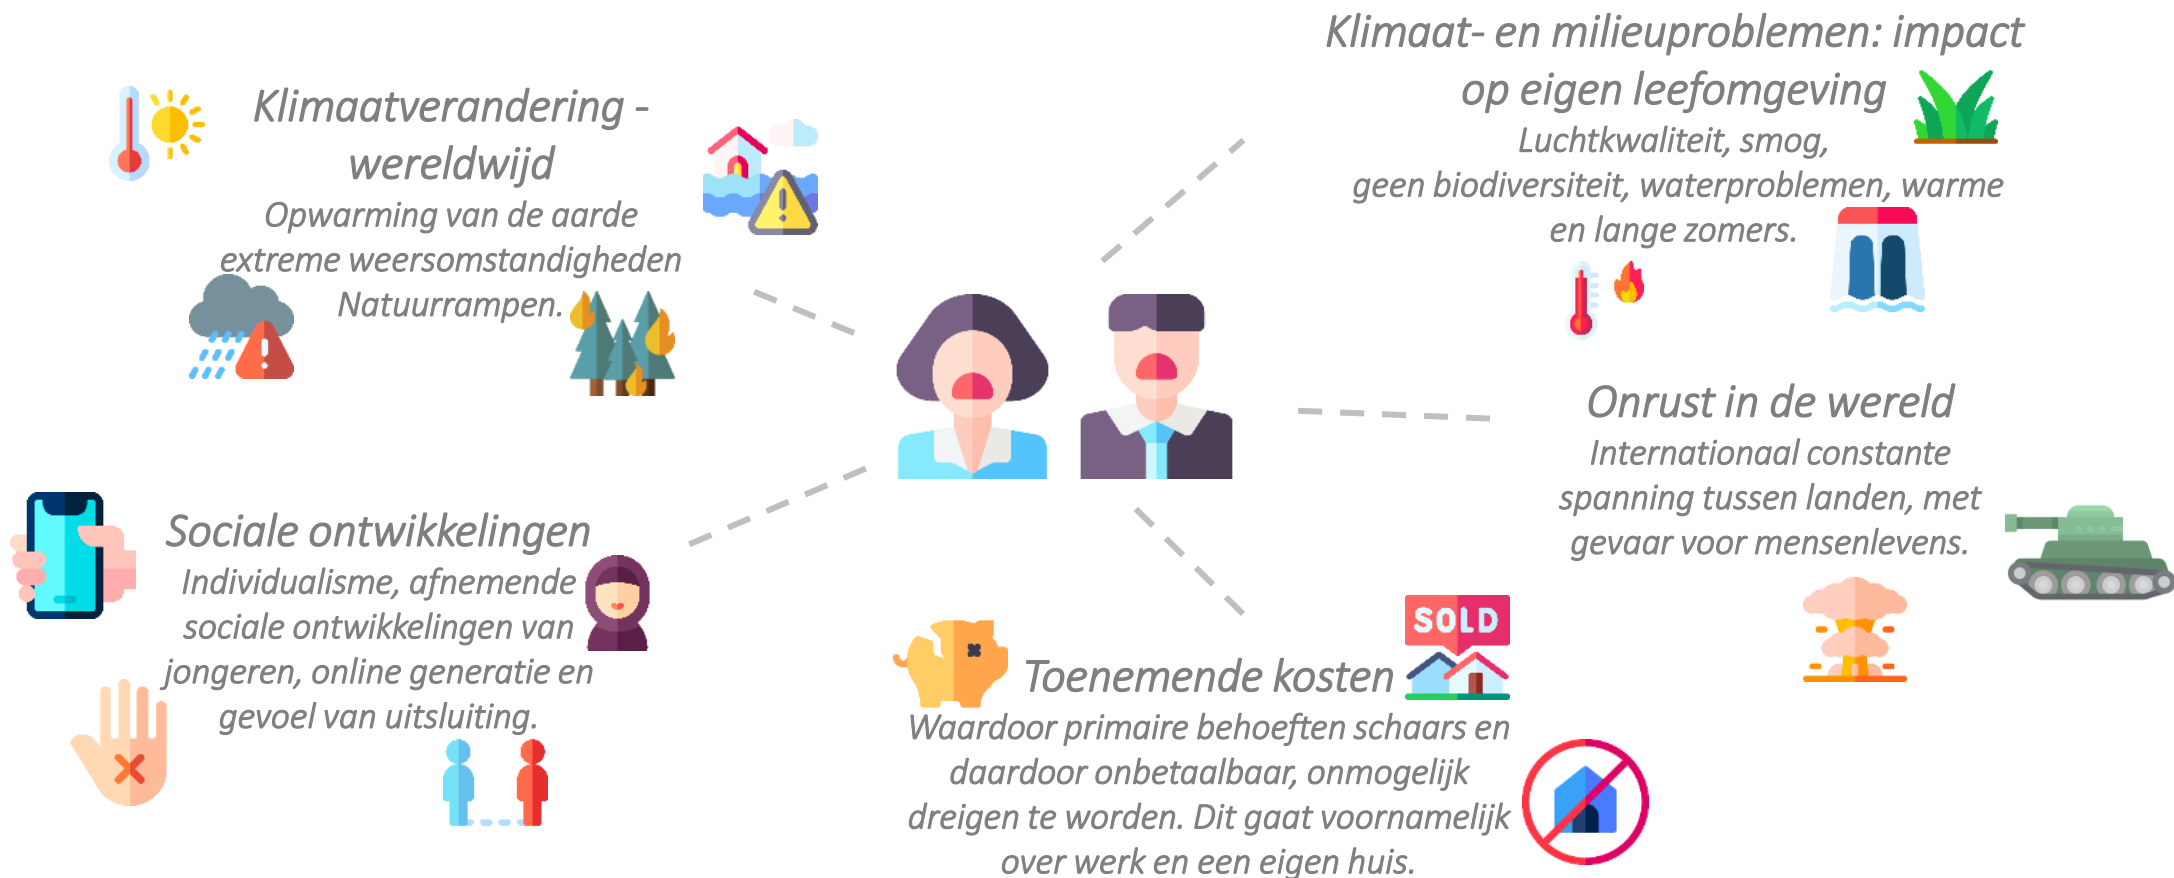 Klimaatverandering -
wereldwijd
Opwarming van de aarde
extreme weersomstandigheden
Natuurrampen.
Klimaat- en milieuproblemen: impact
op eigen leefomgeving
Luchtkwaliteit, smog,
geen biodiversiteit, waterproblemen, warme
en lange zomers.
Onrust in de wereld
Internationaal constante
spanning tussen landen, met
gevaar voor mensenlevens.
Sociale ontwikkelingen
Individualisme, afnemende
sociale ontwikkelingen van
jongeren, online generatie en
gevoel van uitsluiting.
SOLD
Toenemende kosten
Waardoor primaire behoeften schaars en
daardoor onbetaalbaar, onmogelijk
dreigen te worden. Dit gaat voornamelijk
over werk en een eigen huis.